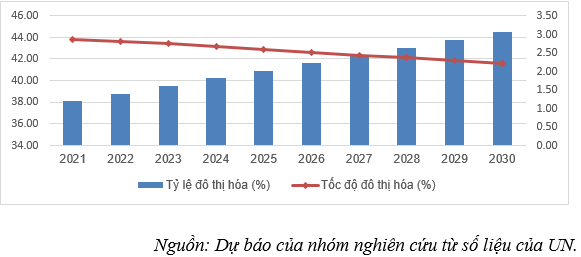 46.00 3.50
44.00 3.00
42.00 2.50
40.00 2.00
1.50
38.00 1.00
36.00 0.50
34.00 0.00
2021 2022 2023 2024 2025 2026 2027 2028 2029 2030
Tỷ lệ đô thị hóa (%) Tốc độ đô thị hóa (%)
Nguồn: Dự báo của nhóm nghiên cứu từ số liệu của UN.